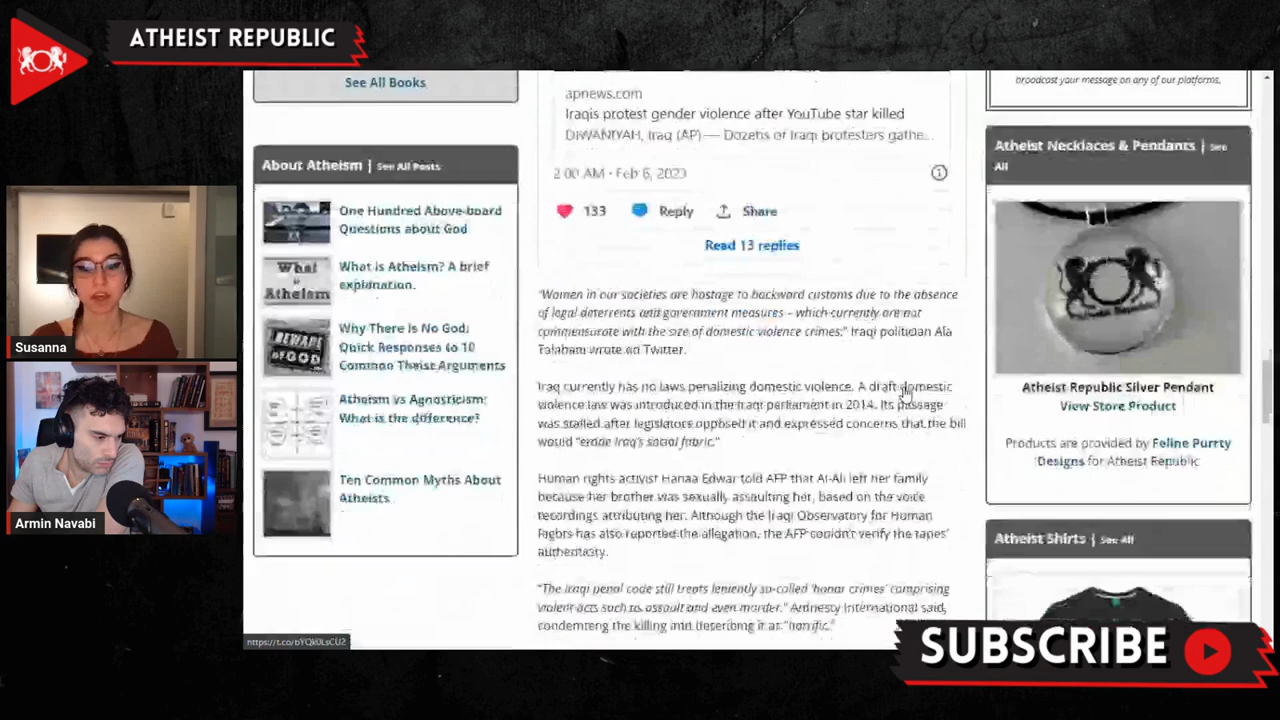 ATHEIST REPUBLIC
See All Books
About Atheism | See All Posts
One Hundred Above-board
Questions about God
What is Atheism? A brief
explanation.
What is Atheism
Why There Is No God:
Quick Responses to 10
Common Theist Arguments
BEWARE of GOD
Atheism vs Agnosticism:
What is the difference?
Ten Common Myths About
Atheists
Susanna
Armin Navabi
https://t.co/bYQk0LsCU2
apnews.com
Iraqis protest gender violence after YouTube star killed
DIWANIYAH, Iraq (AP) — Dozens of Iraqi protesters gathe...
2:00 AM · Feb 6, 2023
133 Reply Share
Read 13 replies
"Women in our societies are hostage to backward customs due to the absence
of legal deterrents and government measures – which currently are not
commensurate with the size of domestic violence crimes," Iraqi politician Ala
Talabani wrote on Twitter.
Iraq currently has no laws penalizing domestic violence. A draft domestic
violence law was introduced in the Iraqi parliament in 2014. Its passage
was stalled after legislators opposed it and expressed concerns that the bill
would "erode Iraq's social fabric."
Human rights activist Hanaa Edwar told AFP that Al-Ali left her family
because her brother was sexually assaulting her, based on the voice
recordings attributing her. Although the Iraqi Observatory for Human
Rights has also reported the allegation, the AFP couldn't verify the tapes'
authenticity.
"The Iraqi penal code still treats leniently so-called 'honor crimes' comprising
violent acts such as assault and even murder," Amnesty International said,
condemning the killing and describing it as "horrific."
broadcast your message on any of our platforms.
Atheist Necklaces & Pendants | See
All
Atheist Republic Silver Pendant
View Store Product
Products are provided by Feline Purrty
Designs for Atheist Republic
Atheist Shirts | See All
SUBSCRIBE